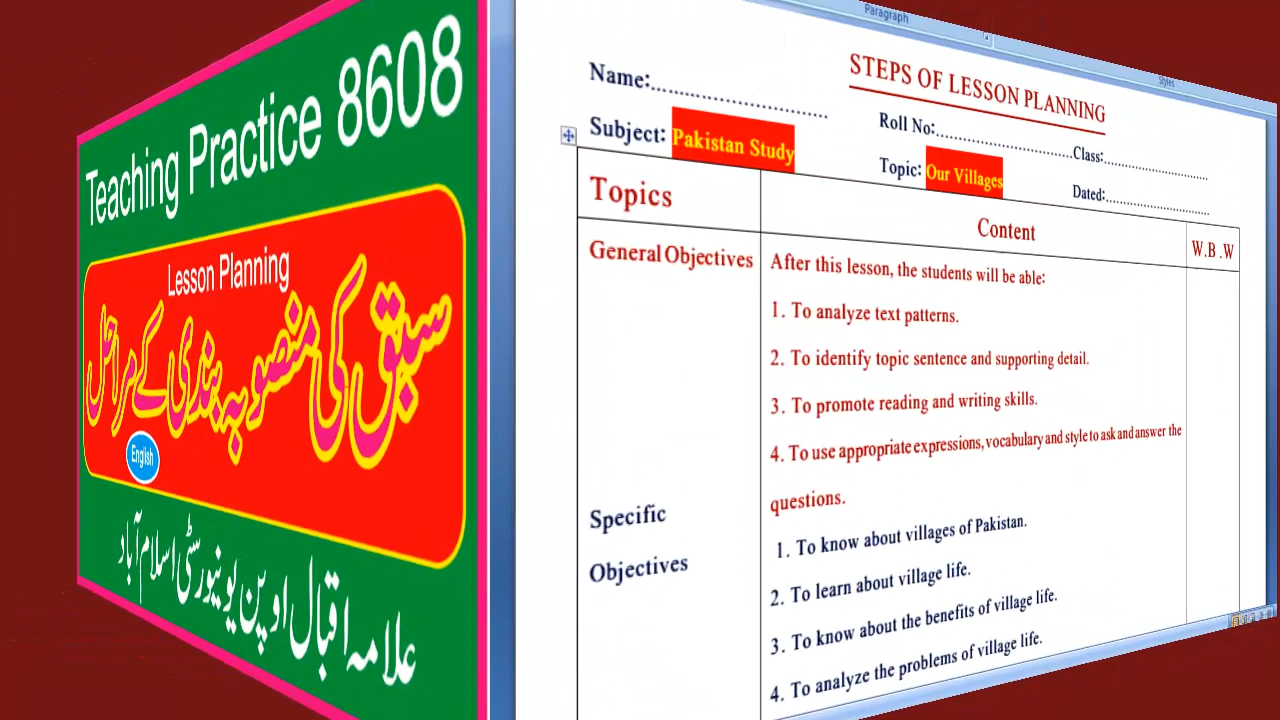 Teaching Practice 8608
Lesson Planning
سبق کی منصوبہ بندی کے مراحل
English
علامہ اقبال اوپن یونیورسٹی اسلام آباد
Paragraph
Styles
STEPS OF LESSON PLANNING
Name:........................................
Roll No:................................Class:........................
Subject: Pakistan Study
Topic: Our Villages
Dated:........................
Topics
Content
W.B.W
General Objectives
After this lesson, the students will be able:
1. To analyze text patterns.
2. To identify topic sentence and supporting detail.
3. To promote reading and writing skills.
4. To use appropriate expressions, vocabulary and style to ask and answer the
questions.
Specific
Objectives
1. To know about villages of Pakistan.
2. To learn about village life.
3. To know about the benefits of village life.
4. To analyze the problems of village life.